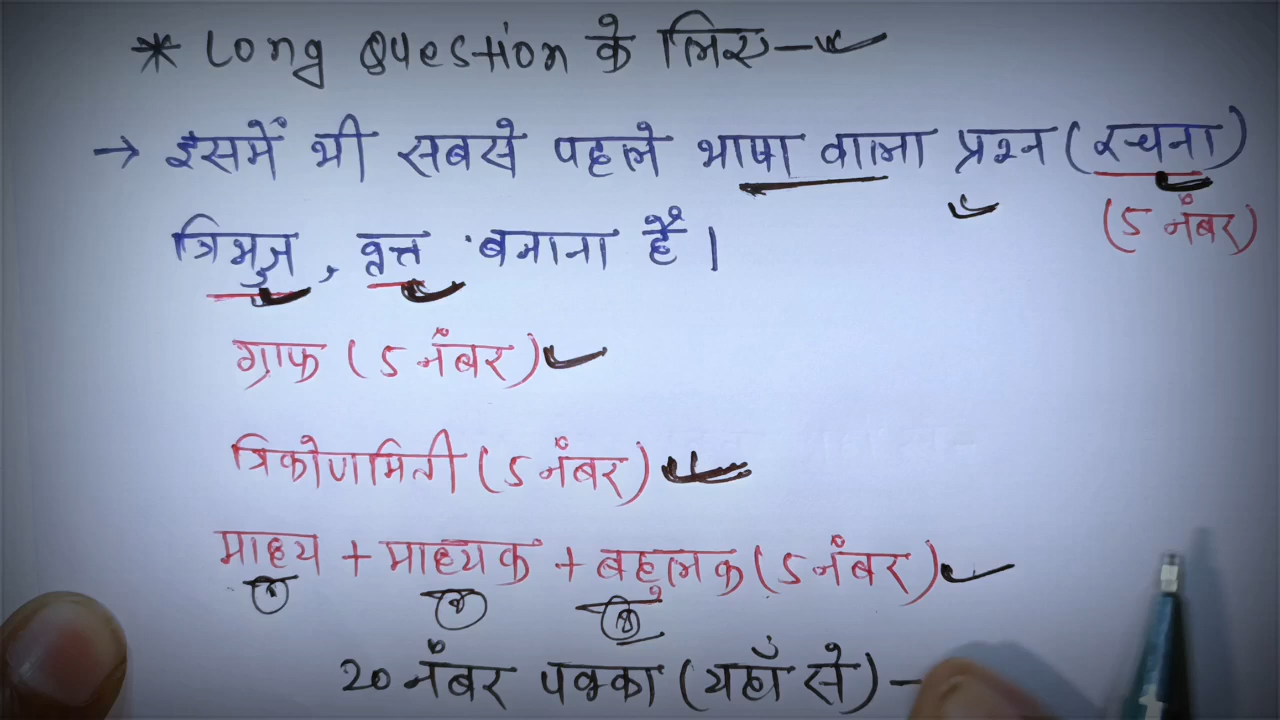 * Long Question के लिए-
→ इसमें भी सबसे पहले भाषा वाला प्रश्न (रचना)
(5 नंबर)
त्रिभुज, वृत्त बनाना है।
ग्राफ (5 नंबर)
त्रिकोणमिती (5 नंबर)
माध्य + माध्यक + बहुलक (5 नंबर)
20 नंबर पक्का (यहाँ से) -